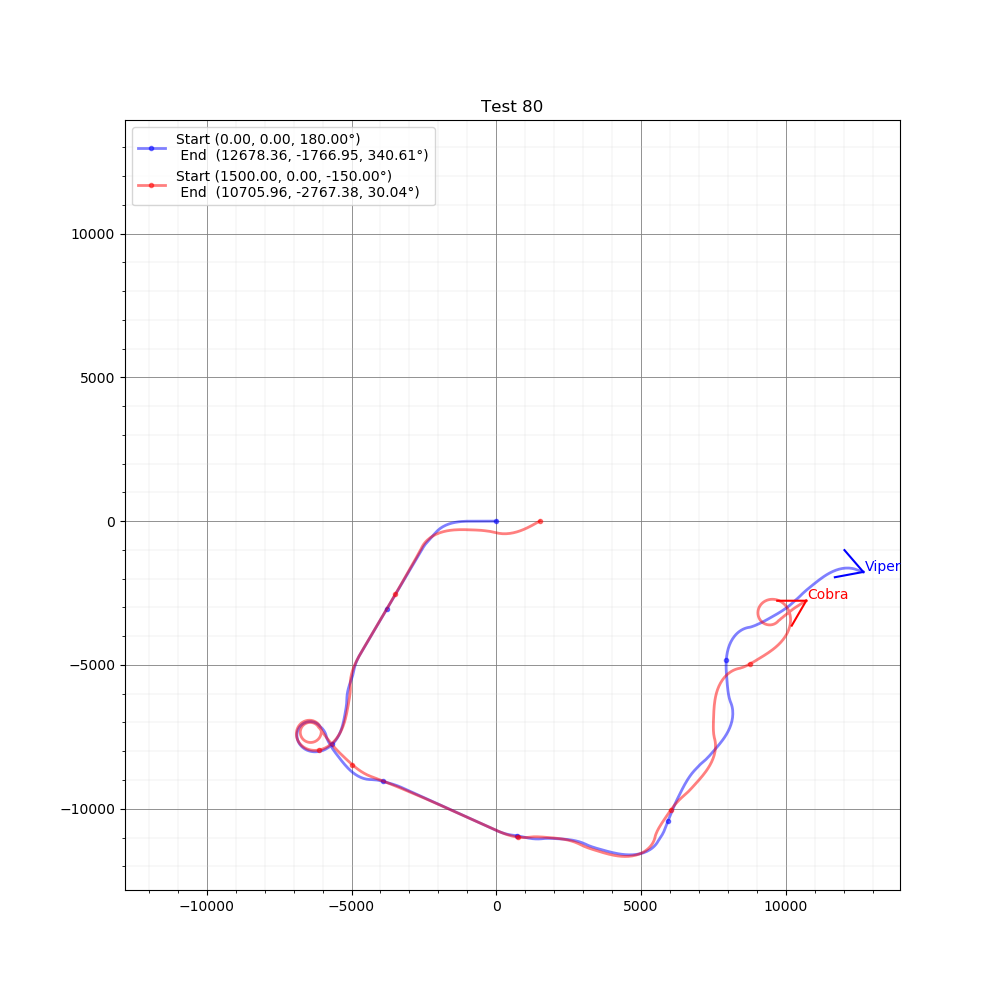 Test 80
Start (0.00, 0.00, 180.00°)
End  (12678.36, -1766.95, 340.61°)
Start (1500.00, 0.00, -150.00°)
End  (10705.96, -2767.38, 30.04°)
10000
5000
0
Viper
Cobra
−5000
−10000
−10000 −5000 0 5000 10000